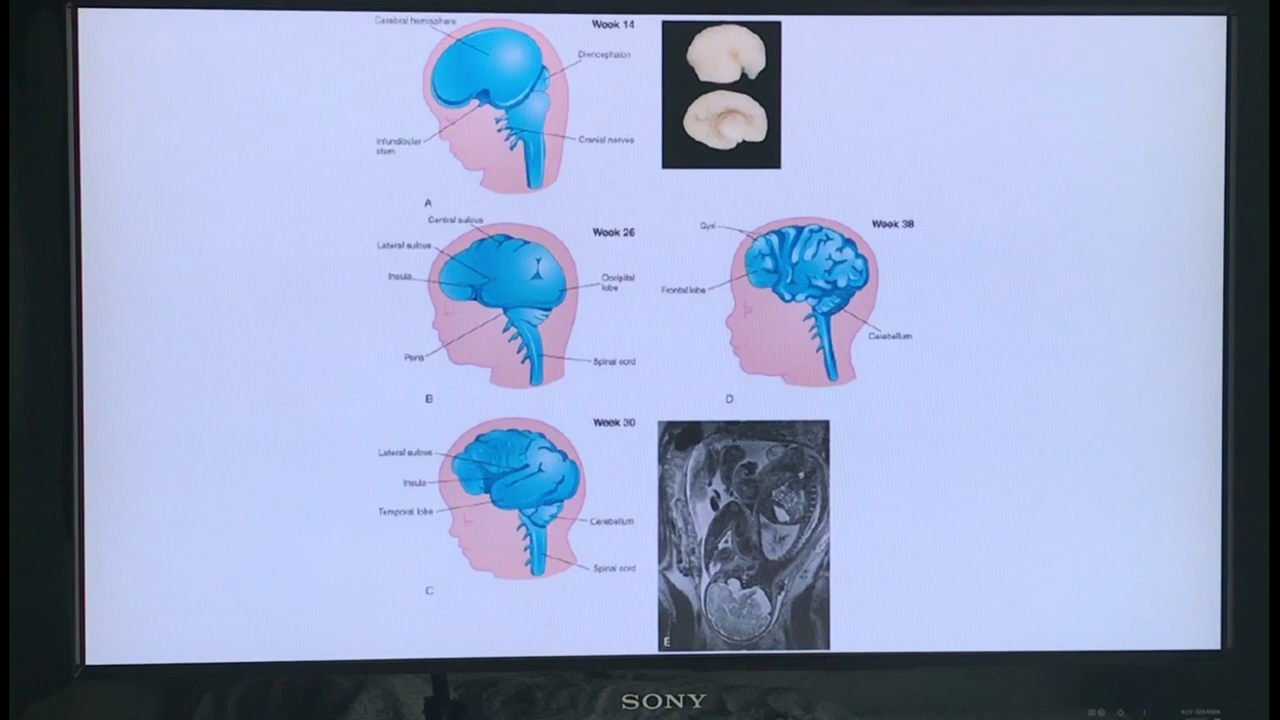 Cerebral hemisphere
Week 14
Diencephalon
Infundibular
stem
Cranial nerves
A
Central sulcus
Week 26
Lateral sulcus
Insula
Occipital
lobe
Pons
Spinal cord
B
Gyri
Week 38
Frontal lobe
Cerebellum
D
Week 30
Lateral sulcus
Insula
Temporal lobe
Cerebellum
Spinal cord
C
E
SONY